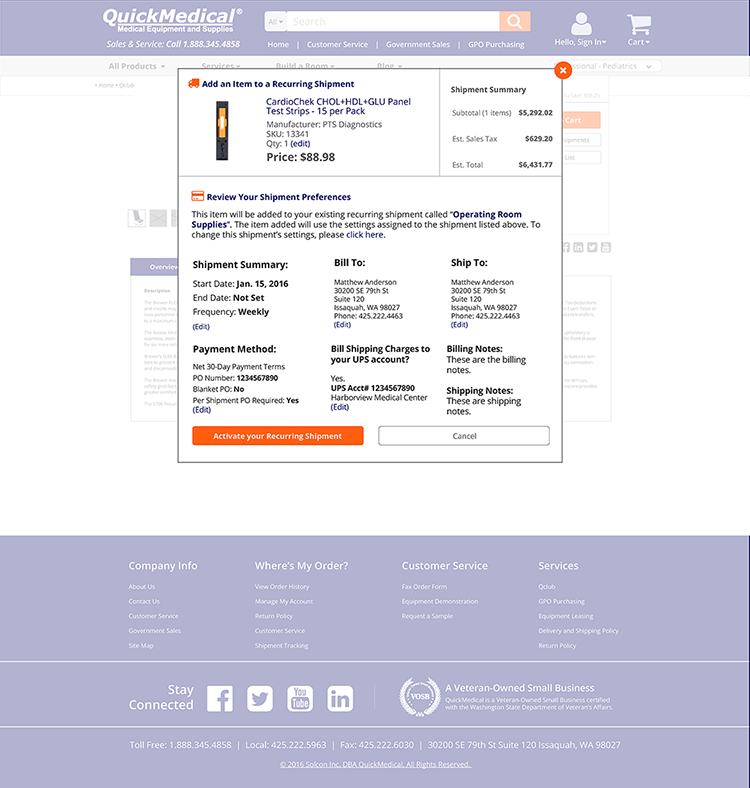 QuickMedical®
Medical Equipment and Supplies
Sales & Service: Call 1.888.345.4858
All
Search
Home | Customer Service | Government Sales | GPO Purchasing
Hello, Sign In
Cart
All Products
Services
Build a Room
Blog
Professional - Pediatrics
‹ Home • Qclub
Add an Item to a Recurring Shipment
CardioChek CHOL+HDL+GLU Panel
Test Strips - 15 per Pack
Manufacturer: PTS Diagnostics
SKU: 13341
Qty: 1 (edit)
Price: $88.98
Shipment Summary
Subtotal (1 items) $5,292.02
Est. Sales Tax $629.20
Est. Total $6,431.77
Cart
List
Review Your Shipment Preferences
This item will be added to your existing recurring shipment called "Operating Room
Supplies". The item added will use the settings assigned to the shipment listed above. To
change this shipment's settings, please click here.
Shipment Summary:
Start Date: Jan. 15, 2016
End Date: Not Set
Frequency: Weekly
(Edit)
Bill To:
Matthew Anderson
30200 SE 79th St
Suite 120
Issaquah, WA 98027
Phone: 425.222.4463
(Edit)
Ship To:
Matthew Anderson
30200 SE 79th St
Suite 120
Issaquah, WA 98027
Phone: 425.222.4463
(Edit)
Payment Method:
Net 30-Day Payment Terms
PO Number: 1234567890
Blanket PO: No
Per Shipment PO Required: Yes
(Edit)
Bill Shipping Charges to
your UPS account?
Yes.
UPS Acct# 1234567890
Harborview Medical Center
(Edit)
Billing Notes:
These are the billing
notes.
Shipping Notes:
These are shipping
notes.
Activate your Recurring Shipment
Cancel
Overview
Description
Company Info
About Us
Contact Us
Customer Service
Government Sales
Site Map
Where's My Order?
View Order History
Manage My Account
Return Policy
Customer Service
Shipment Tracking
Customer Service
Fax Order Form
Equipment Demonstration
Request a Sample
Services
Qclub
GPO Purchasing
Equipment Leasing
Delivery and Shipping Policy
Return Policy
Stay
Connected
You
Tube
VOSB
A Veteran-Owned Small Business
QuickMedical is a Veteran-Owned Small Business certified
with the Washington State Department of Veteran's Affairs.
Toll Free: 1.888.345.4858 | Local: 425.222.5963 | Fax: 425.222.6030 | 30200 SE 79th St Suite 120 Issaquah, WA 98027
© 2016 Solcon Inc. DBA QuickMedical. All Rights Reserved.